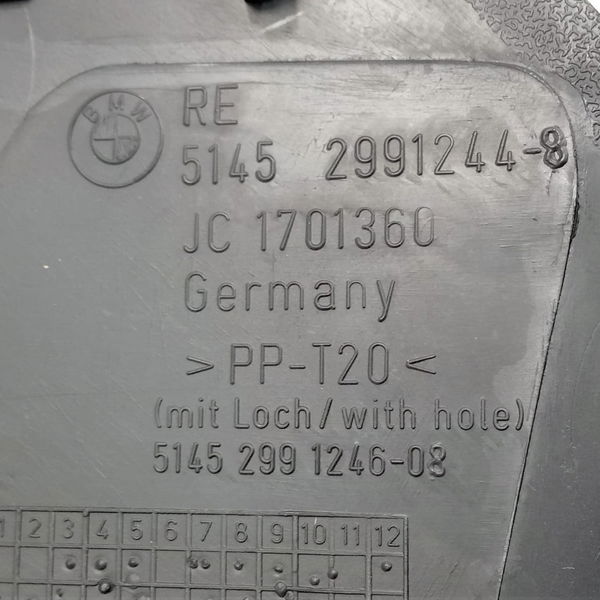 BMW
RE
5145 2991244-8
JC 1701360
Germany
>PP-T20<
(mit Loch/with hole)
5145 299 1246-08
1 2 3 4 5 6 7 8 9 10 11 12